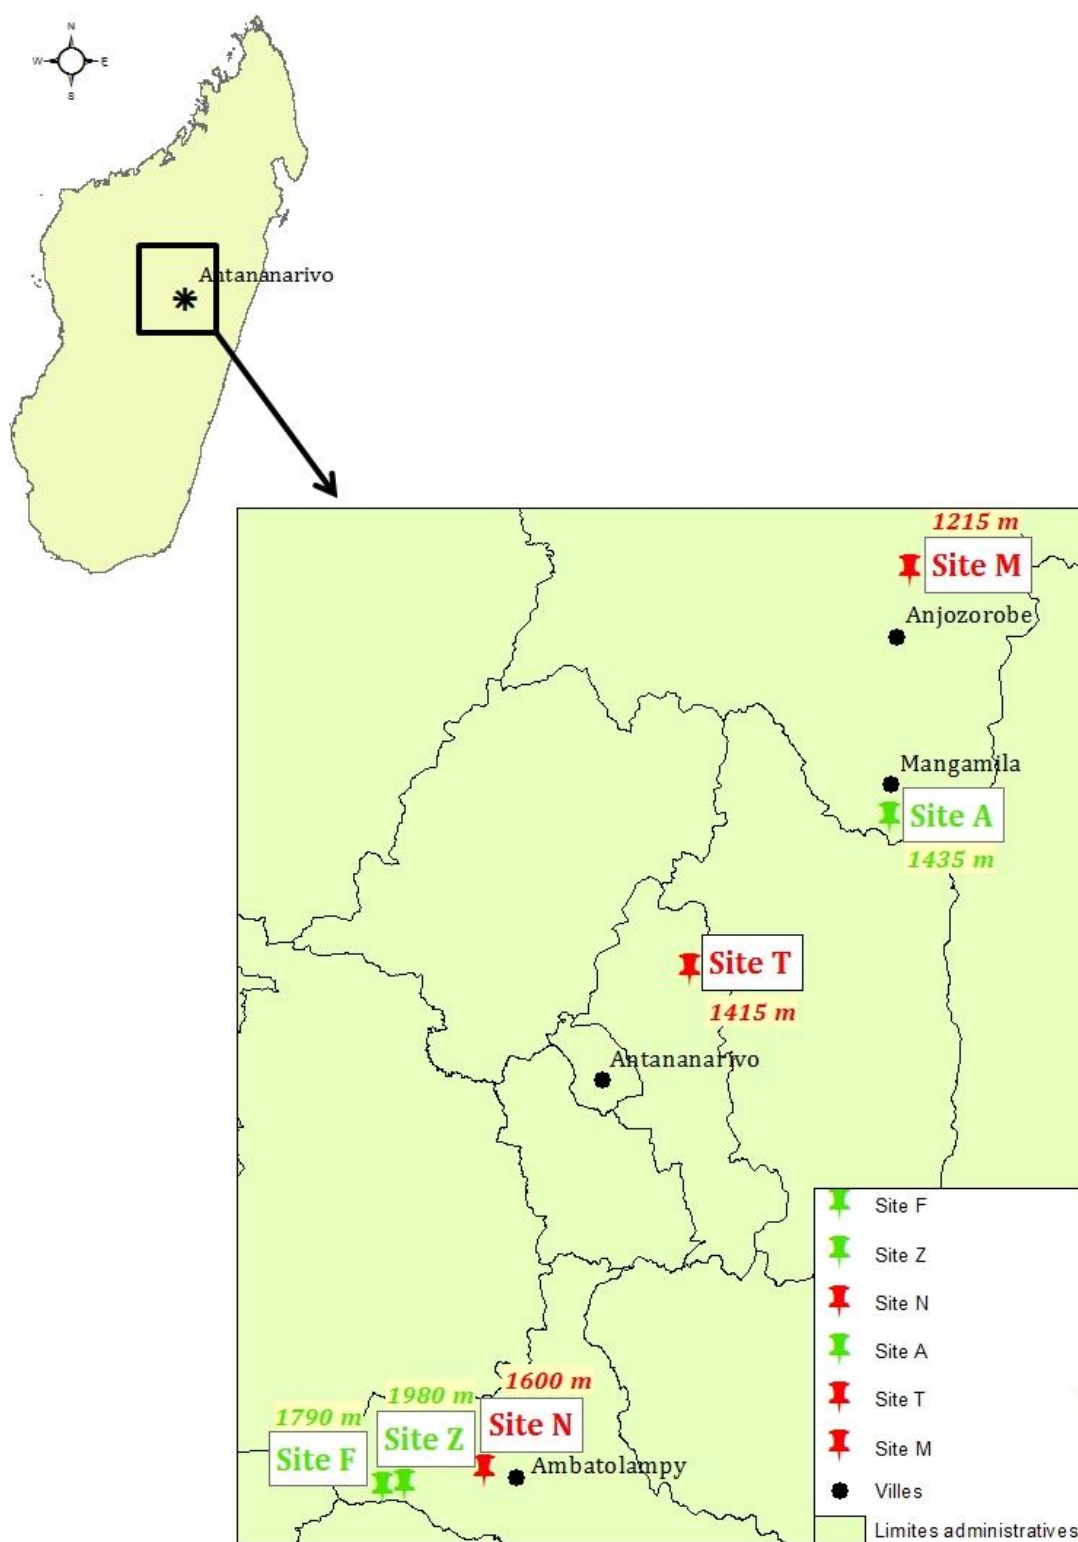 N
W E
S
Antananarivo
1215 m
Site M
Anjozorobe
Mangamila
Site A
1435 m
Site T
1415 m
Antananarivo
Site F
Site Z
Site N
Site A
Site T
Site M
Villes
Limites administratives
1600 m
1980 m
1790 m
Site N
Site Z
Site F
Ambatolampy